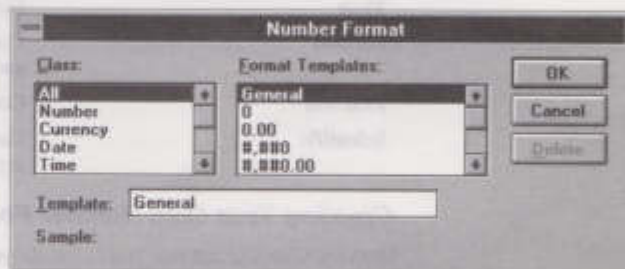 Number Format
Class:
All
Number
Currency
Date
Time
Format Templates:
General
0
0.00
#,##0
#,##0.00
OK
Cancel
Delete
Template: General
Sample: